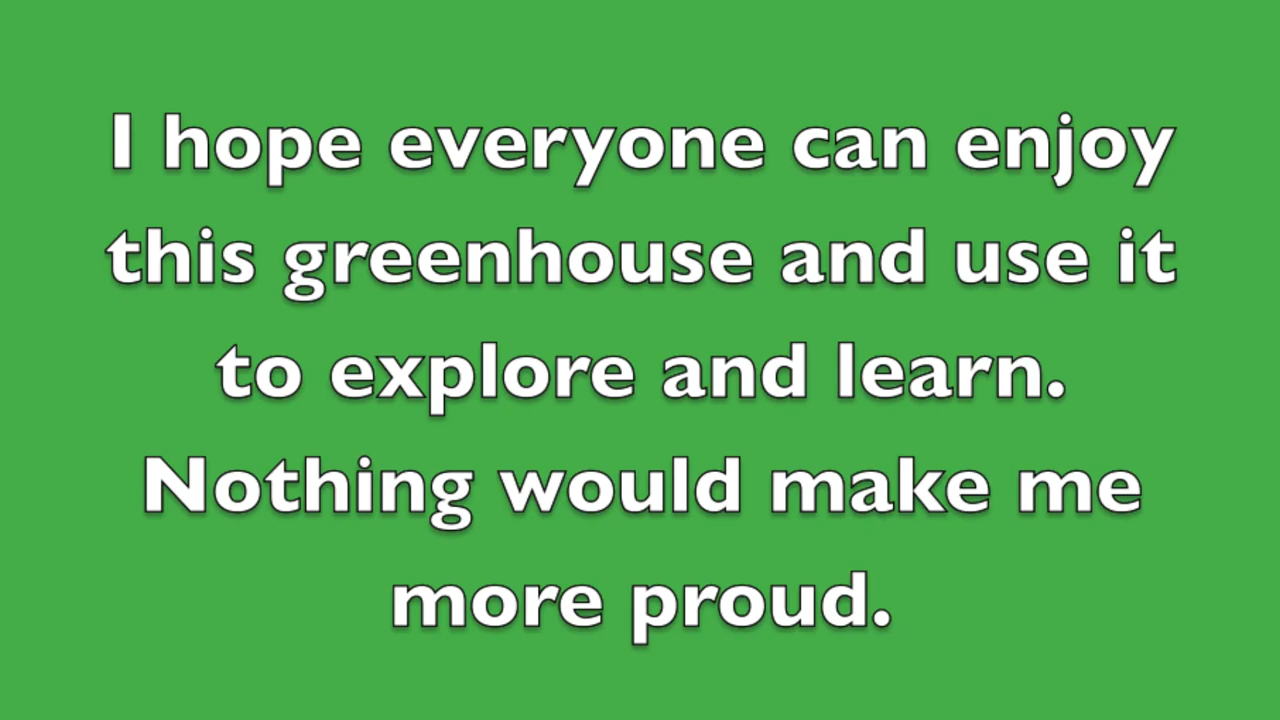 I hope everyone can enjoy
this greenhouse and use it
to explore and learn.
Nothing would make me
more proud.